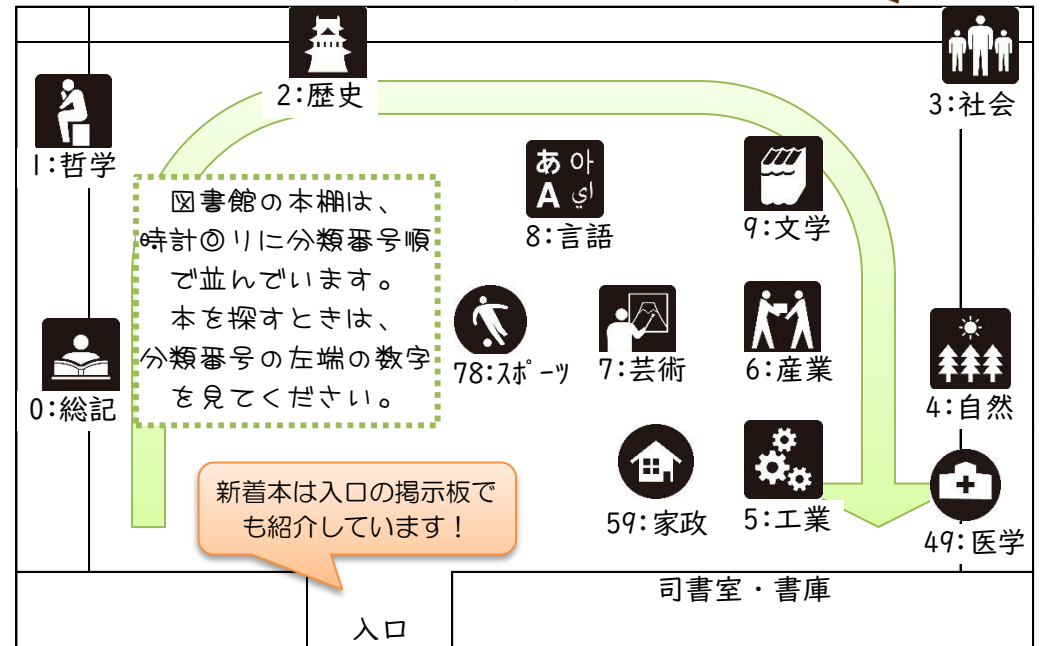 2:歴史
3:社会
1:哲学
あ 아
A اي
8:言語
9:文学
図書館の本棚は、
時計回りに分類番号順
で並んでいます。
本を探すときは、
分類番号の左端の数字
を見てください。
0:総記
78:スポーツ
7:芸術
6:産業
4:自然
新着本は入口の掲示板で
も紹介しています!
59:家政
5:工業
49:医学
司書室・書庫
入口